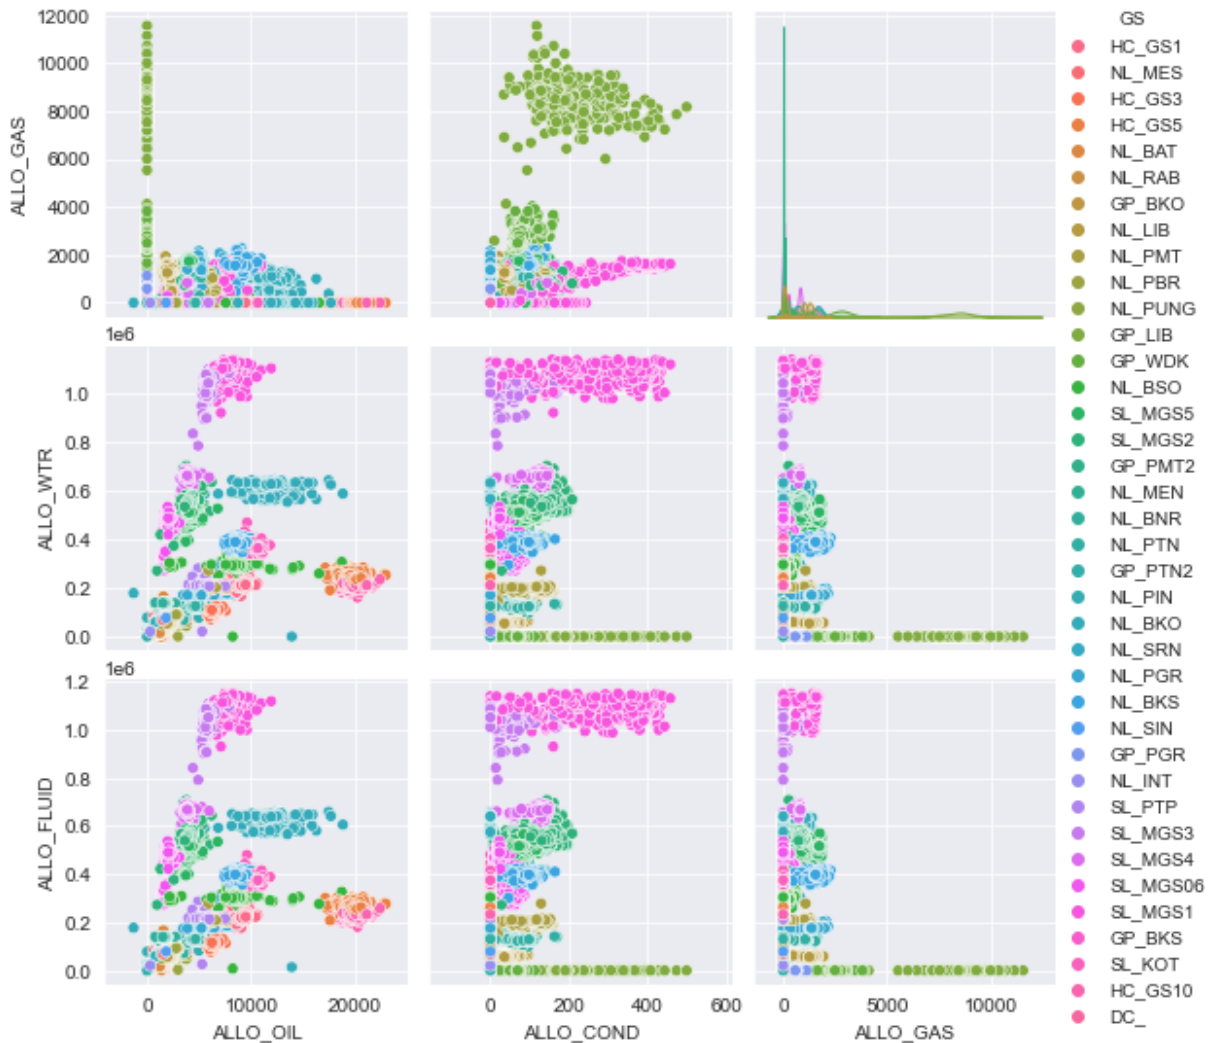 GS
HC_GS1
NL_MES
HC_GS3
HC_GS5
NL_BAT
NL_RAB
GP_BKO
NL_LIB
NL_PMT
NL_PBR
NL_PUNG
GP_LIB
GP_WDK
NL_BSO
SL_MGS5
SL_MGS2
GP_PMT2
NL_MEN
NL_BNR
NL_PTN
GP_PTN2
NL_PIN
NL_BKO
NL_SRN
NL_PGR
NL_BKS
NL_SIN
GP_PGR
NL_INT
SL_PTP
SL_MGS3
SL_MGS4
SL_MGS06
SL_MGS1
GP_BKS
SL_KOT
HC_GS10
DC_
ALLO_GAS
12000
10000
8000
6000
4000
2000
0
1e6
ALLO_WTR
1.0
0.8
0.6
0.4
0.2
0.0
1e6
ALLO_FLUID
1.2
1.0
0.8
0.6
0.4
0.2
0.0
0 10000 20000
0 200 400 600
0 5000 10000
ALLO_OIL
ALLO_COND
ALLO_GAS